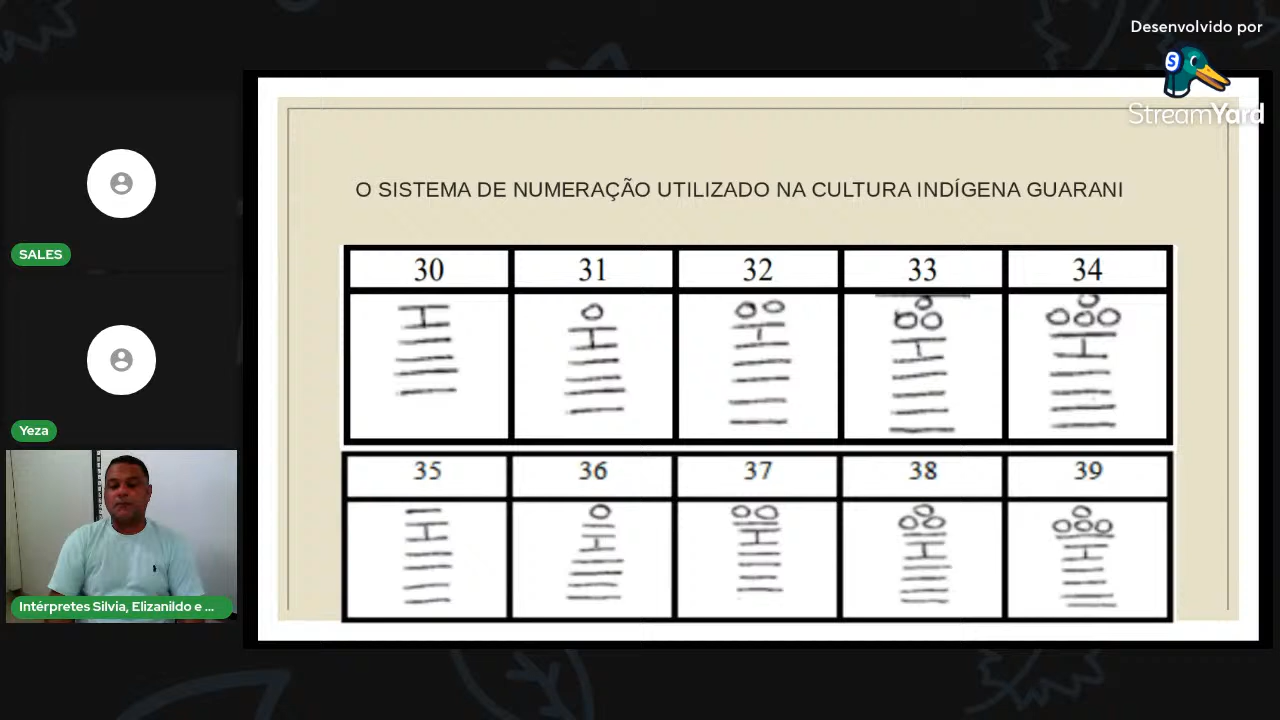 Desenvolvido por
StreamYard
SALES
Yeza
Intérpretes Silvia, Elizanildo e ...
O SISTEMA DE NUMERAÇÃO UTILIZADO NA CULTURA INDÍGENA GUARANI
30 31 32 33 34
35 36 37 38 39